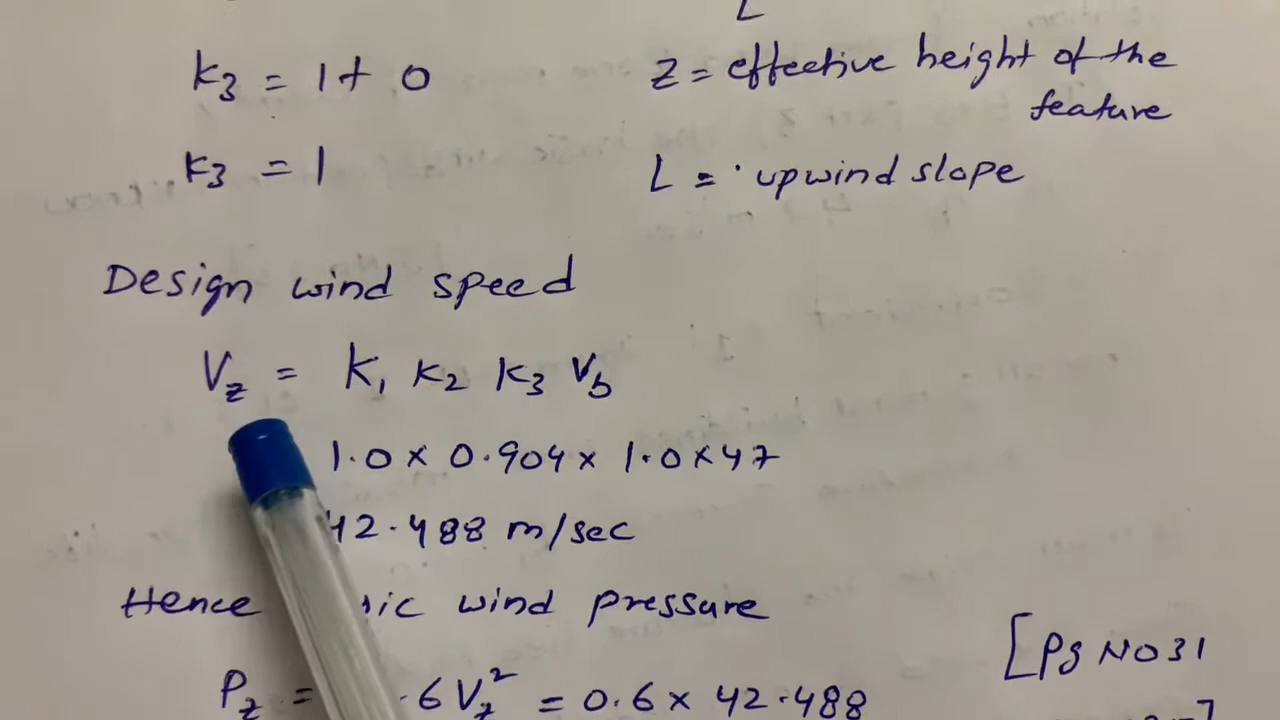 L
k3 = 1 + 0
z = effective height of the
feature
k3 = 1
L = upwind slope
Design wind speed
Vz = K1 K2 K3 Vb
1.0 × 0.904 × 1.0 × 47
42.488 m/sec
Hence wind pressure
Pz = .6 Vz² = 0.6 × 42.488
[Pg NO 31